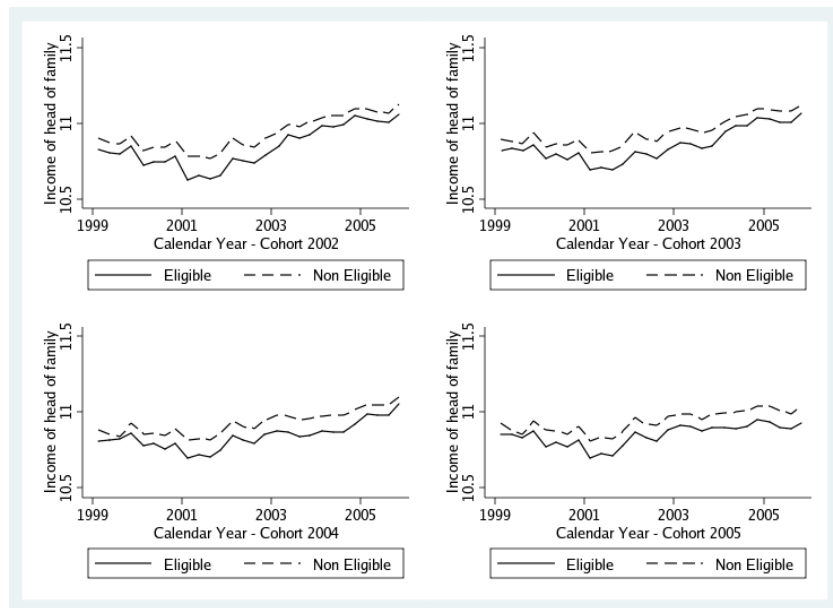 Income of head of family
10.5
11
11.5
1999
2001
2003
2005
Calendar Year - Cohort 2002
Eligible
Non Eligible
Income of head of family
10.5
11
11.5
1999
2001
2003
2005
Calendar Year - Cohort 2003
Eligible
Non Eligible
Income of head of family
10.5
11
11.5
1999
2001
2003
2005
Calendar Year - Cohort 2004
Eligible
Non Eligible
Income of head of family
10.5
11
11.5
1999
2001
2003
2005
Calendar Year - Cohort 2005
Eligible
Non Eligible